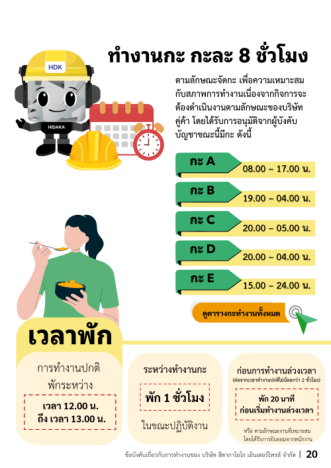 HDK
HIDAKA
ทำงานกะ กะละ 8 ชั่วโมง
ตามลักษณะจัดกะ เพื่อความเหมาะสม
กับสภาพการทำงานเนื่องจากกิจการจะ
ต้องดำเนินงานตามลักษณะของบริษัท
คู่ค้า โดยได้รับการอนุมัติจากผู้บังคับ
บัญชาขณะนี้มีกะ ดังนี้
กะ A
08.00 – 17.00 น.
กะ B
19.00 – 04.00 น.
กะ C
20.00 – 05.00 น.
กะ D
20.00 – 04.00 น.
กะ E
15.00 – 24.00 น.
ดูตารางกะทำงานทั้งหมด
เวลาพัก
การทำงานปกติ
พักระหว่าง
เวลา 12.00 น.
ถึง เวลา 13.00 น.
ระหว่างทำงานกะ
พัก 1 ชั่วโมง
ในขณะปฏิบัติงาน
ก่อนการทำงานล่วงเวลา
(ต่อจากเวลาทำงานปกติไม่น้อยกว่า 2 ชั่วโมง)
พัก 20 นาที
ก่อนเริ่มทำงานล่วงเวลา
หรือ ตามลักษณะงานที่เหมาะสม
โดยได้รับการยินยอมจากพนักงาน
ข้อบังคับเกี่ยวกับการทำงานของ บริษัท ฮิดากาโยโก เอ็นเตอร์ไพรส์ จำกัด | 20